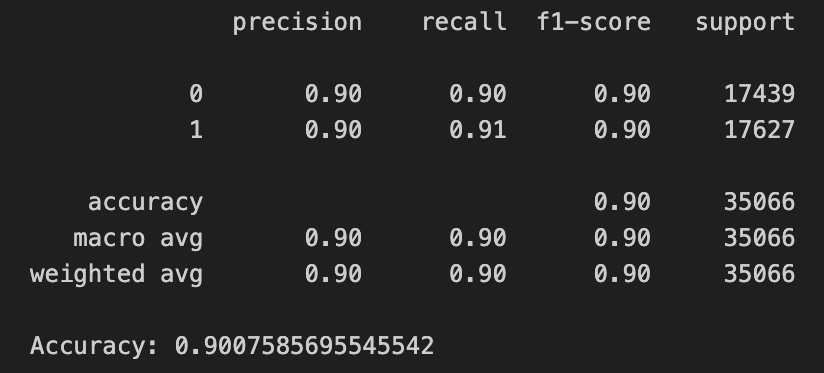 precision recall f1-score support
0 0.90 0.90 0.90 17439
1 0.90 0.91 0.90 17627
accuracy 0.90 35066
macro avg 0.90 0.90 0.90 35066
weighted avg 0.90 0.90 0.90 35066
Accuracy: 0.9007585695545542